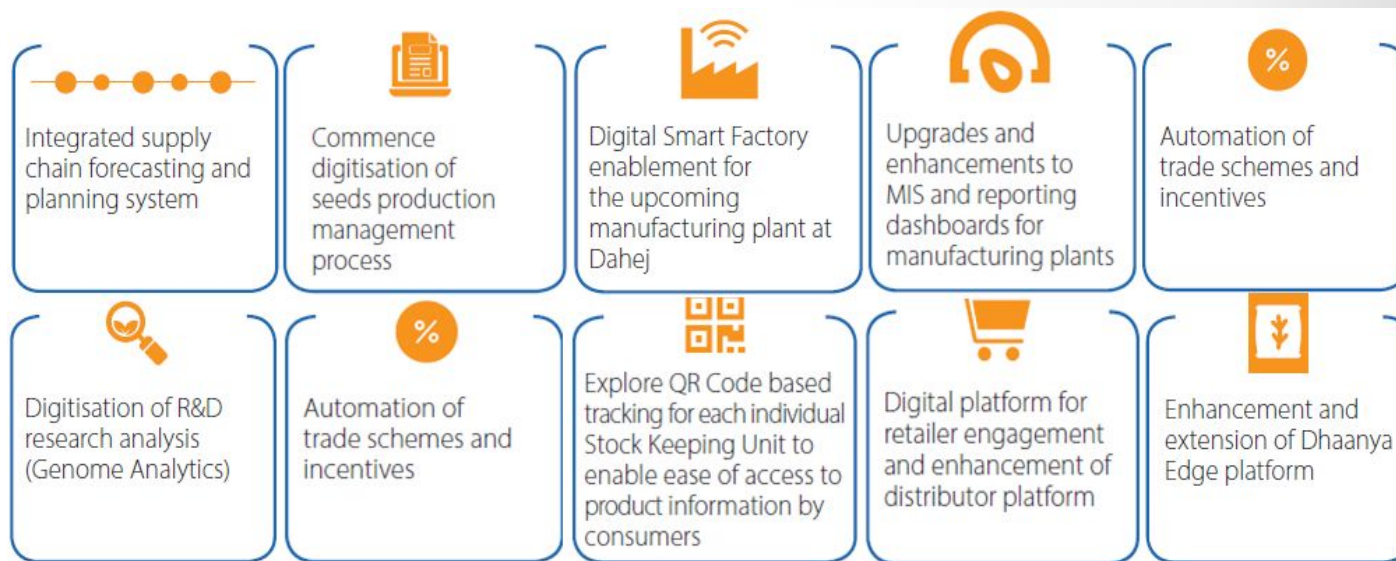 Integrated supply
chain forecasting and
planning system
Commence
digitisation of
seeds production
management
process
Digital Smart Factory
enablement for
the upcoming
manufacturing plant at
Dahej
Upgrades and
enhancements to
MIS and reporting
dashboards for
manufacturing plants
%
Automation of
trade schemes and
incentives
Digitisation of R&D
research analysis
(Genome Analytics)
%
Automation of
trade schemes and
incentives
Explore QR Code based
tracking for each individual
Stock Keeping Unit to
enable ease of access to
product information by
consumers
Digital platform for
retailer engagement
and enhancement of
distributor platform
Enhancement and
extension of Dhaanya
Edge platform